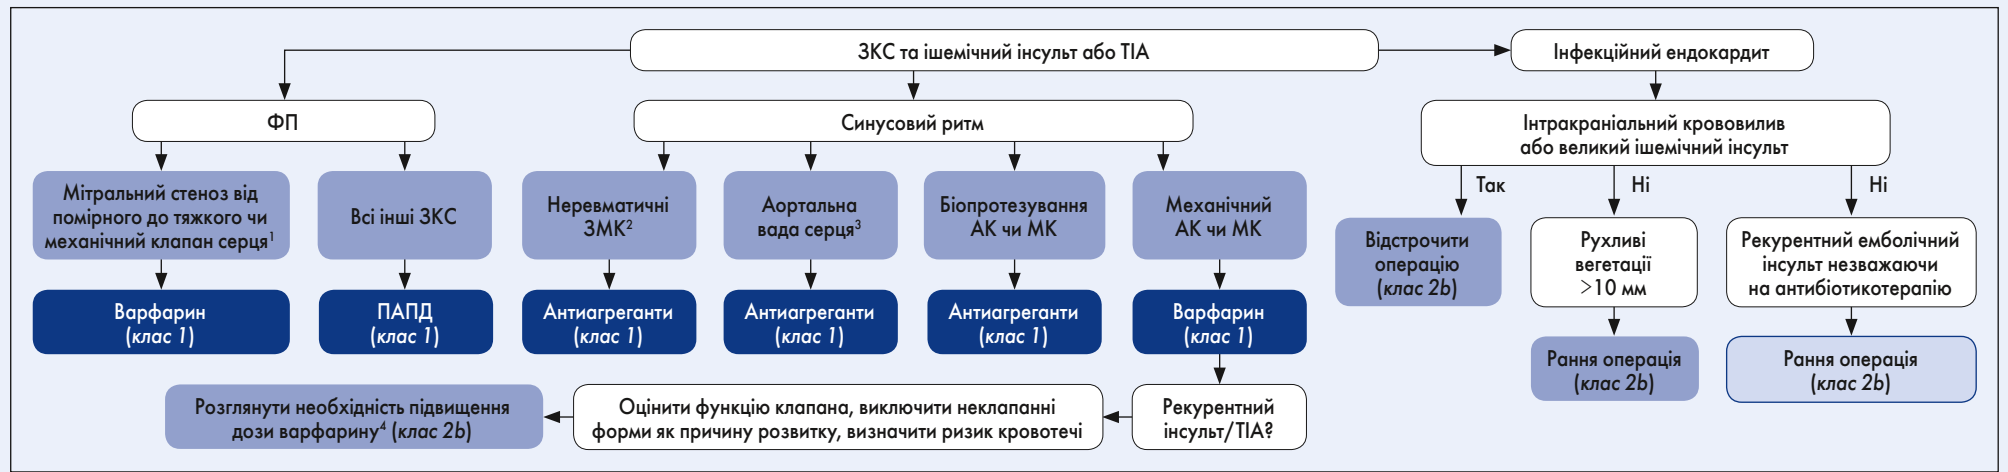 ЗКС та ішемічний інсульт або ТІА
Інфекційний ендокардит
ФП
Синусовий ритм
Інтракраніальний крововилив
або великий ішемічний інсульт
Мітральний стеноз від
помірного до тяжкого чи
механічний клапан серця¹
Всі інші ЗКС
Неревматичні
ЗМК²
Аортальна
вада серця³
Біопротезування
АК чи МК
Механічний
АК чи МК
Так
Ні
Ні
Відстрочити
операцію
(клас 2b)
Рухливі
вегетації
>10 мм
Рекурентний емболічний
інсульт незважаючи
на антибіотикотерапію
Варфарин
(клас 1)
ПАПД
(клас 1)
Антиагреганти
(клас 1)
Антиагреганти
(клас 1)
Антиагреганти
(клас 1)
Варфарин
(клас 1)
Рання операція
(клас 2b)
Рання операція
(клас 2b)
Розглянути необхідність підвищення
дози варфарину⁴ (клас 2b)
Оцінити функцію клапана, виключити неклапанні
форми як причину розвитку, визначити ризик кровотечі
Рекурентний
інсульт/ТІА?